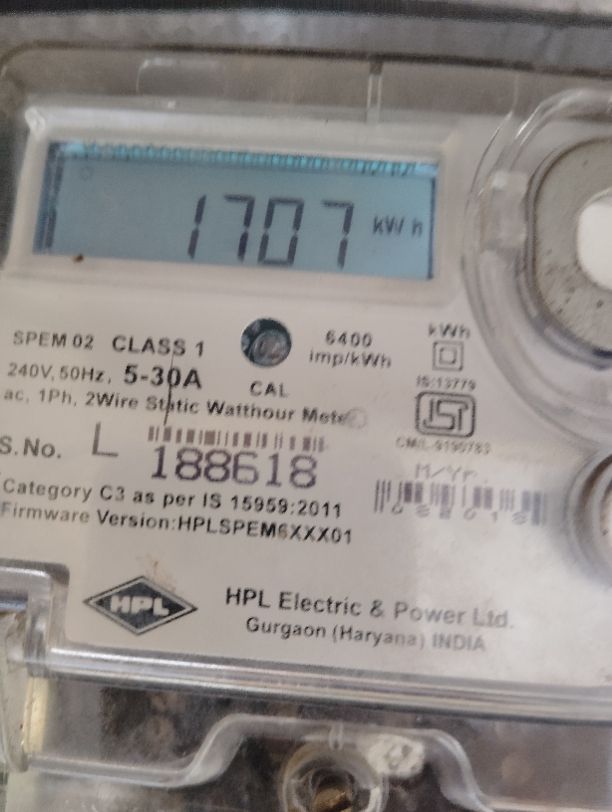 1707 kWh
SPEM 02 CLASS 1
6400
imp/kWh
kWh
240V, 50Hz, 5-30A
CAL
IS:13779
ac, 1Ph, 2Wire Static Watthour Meter
ISI
S.No. L 188618
M/Yr.
Category C3 as per IS 15959:2011
Firmware Version:HPLSPEM6XXX01
HPL
HPL Electric & Power Ltd.
Gurgaon (Haryana) INDIA